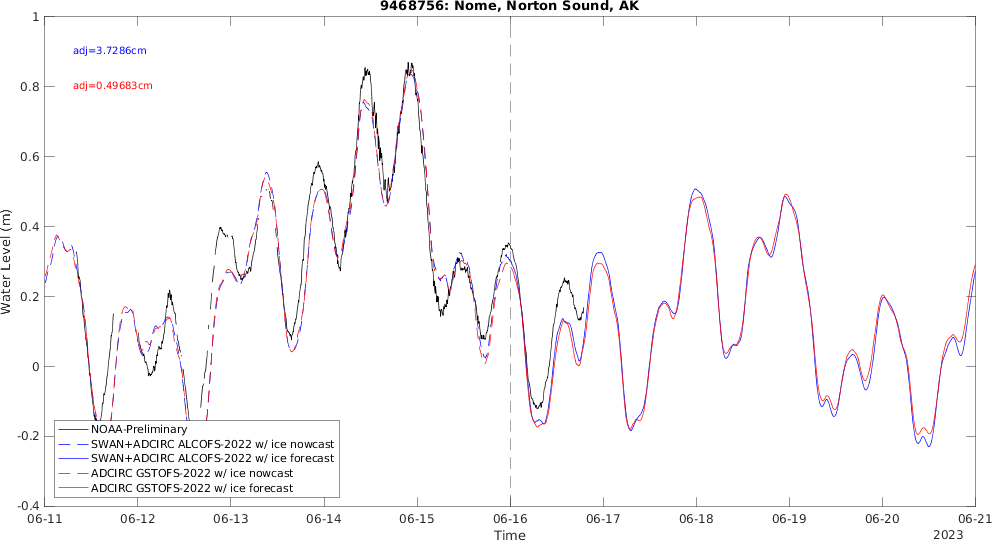 9468756: Nome, Norton Sound, AK
1
adj=3.7286cm
0.8
adj=0.49683cm
0.6
0.4
Water Level (m)
0.2
0
-0.2
NOAA-Preliminary
SWAN+ADCIRC ALCOFS-2022 w/ ice nowcast
SWAN+ADCIRC ALCOFS-2022 w/ ice forecast
ADCIRC GSTOFS-2022 w/ ice nowcast
ADCIRC GSTOFS-2022 w/ ice forecast
-0.4
06-11 06-12 06-13 06-14 06-15 06-16 06-17 06-18 06-19 06-20 06-21
Time
2023